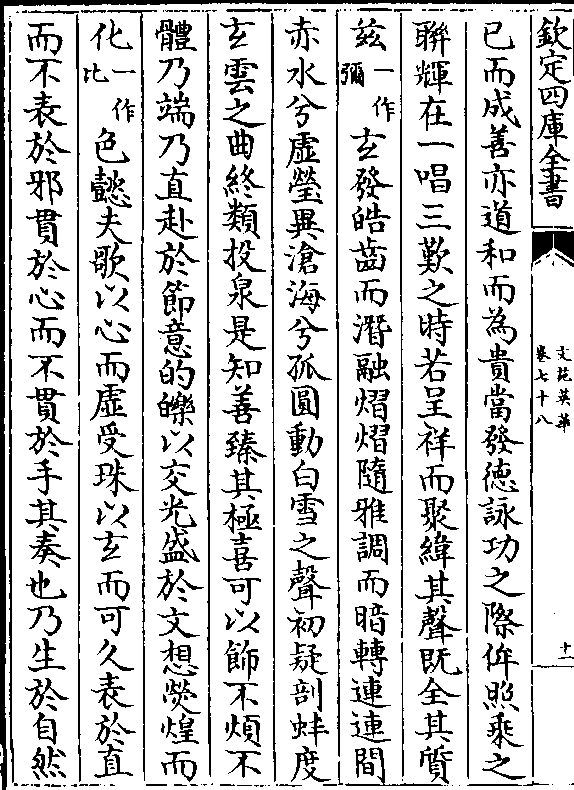 欽定四庫全書
文苑英華
卷七十八
十一
已而成善亦道和而為貴當發德詠功之際侔照乘之
聯輝在一唱三歎之時若呈祥而聚緯其聲既全其質
兹一作彌𤣥發皓齒而潛融熠熠隨雅調而暗轉連連間
赤水兮虛瑩異滄海兮孤圓動白雪之聲初疑剖蚌度
𤣥雲之曲終類投泉是知善臻其極喜可以飾不煩不
體乃端乃直赴於節意的皪以交光盛於文想熒煌而
化一作比色懿夫歌以心而虛受珠以𤣥而可久表於直
而不表於邪貫於心而不貫於手其奏也乃生於自然